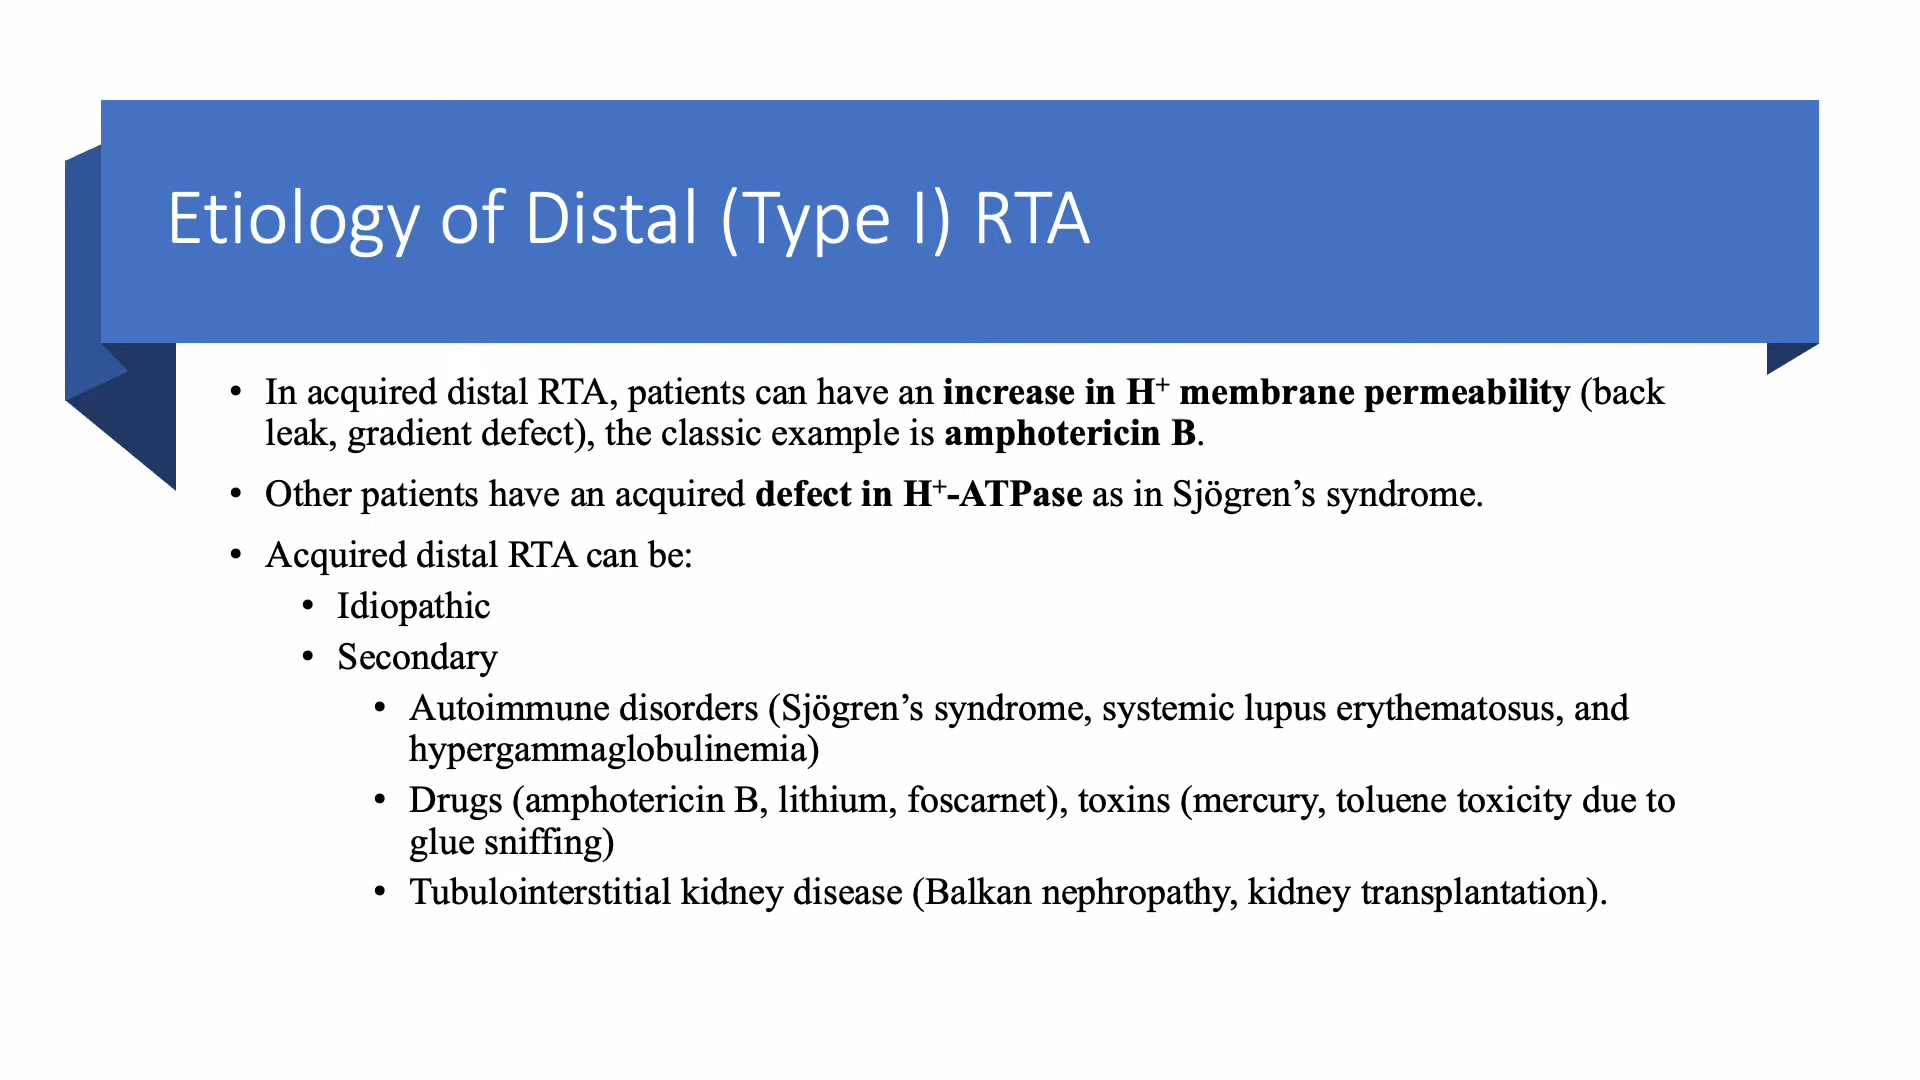 Etiology of Distal (Type I) RTA
• In acquired distal RTA, patients can have an increase in H⁺ membrane permeability (back
leak, gradient defect), the classic example is amphotericin B.
• Other patients have an acquired defect in H⁺-ATPase as in Sjögren’s syndrome.
• Acquired distal RTA can be:
• Idiopathic
• Secondary
• Autoimmune disorders (Sjögren’s syndrome, systemic lupus erythematosus, and
hypergammaglobulinemia)
• Drugs (amphotericin B, lithium, foscarnet), toxins (mercury, toluene toxicity due to
glue sniffing)
• Tubulointerstitial kidney disease (Balkan nephropathy, kidney transplantation).